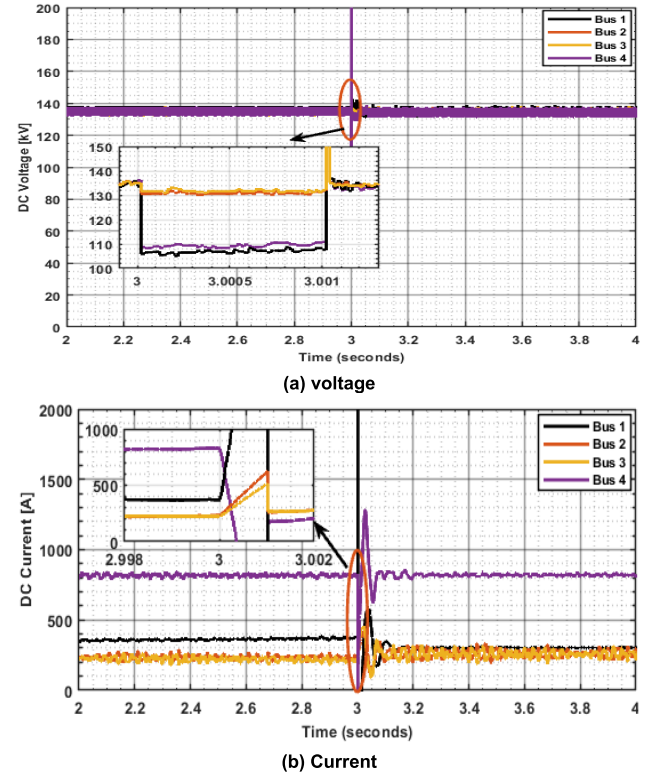 200
180
160
140
120
100
80
60
40
20
0
DC Voltage [kV]
Bus 1
Bus 2
Bus 3
Bus 4
150
140
130
120
110
100
3 3.0005 3.001
2 2.2 2.4 2.6 2.8 3 3.2 3.4 3.6 3.8 4
Time (seconds)
(a) voltage
2000
1500
1000
500
0
DC Current [A]
1000
500
0
2.998 3 3.002
Bus 1
Bus 2
Bus 3
Bus 4
2 2.2 2.4 2.6 2.8 3 3.2 3.4 3.6 3.8 4
Time (seconds)
(b) Current